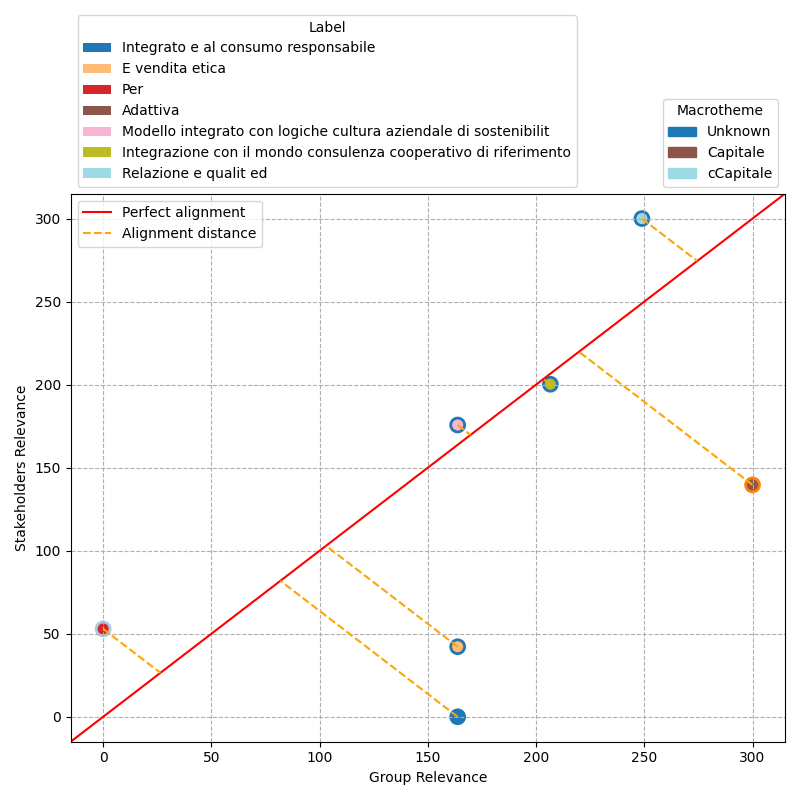 Label
Integrato e al consumo responsabile
E vendita etica
Per
Adattiva
Modello integrato con logiche cultura aziendale di sostenibilit
Integrazione con il mondo consulenza cooperativo di riferimento
Relazione e qualit ed
Macrotheme
Unknown
Capitale
cCapitale
Perfect alignment
Alignment distance
Stakeholders Relevance
300
250
200
150
100
50
0
0 50 100 150 200 250 300
Group Relevance